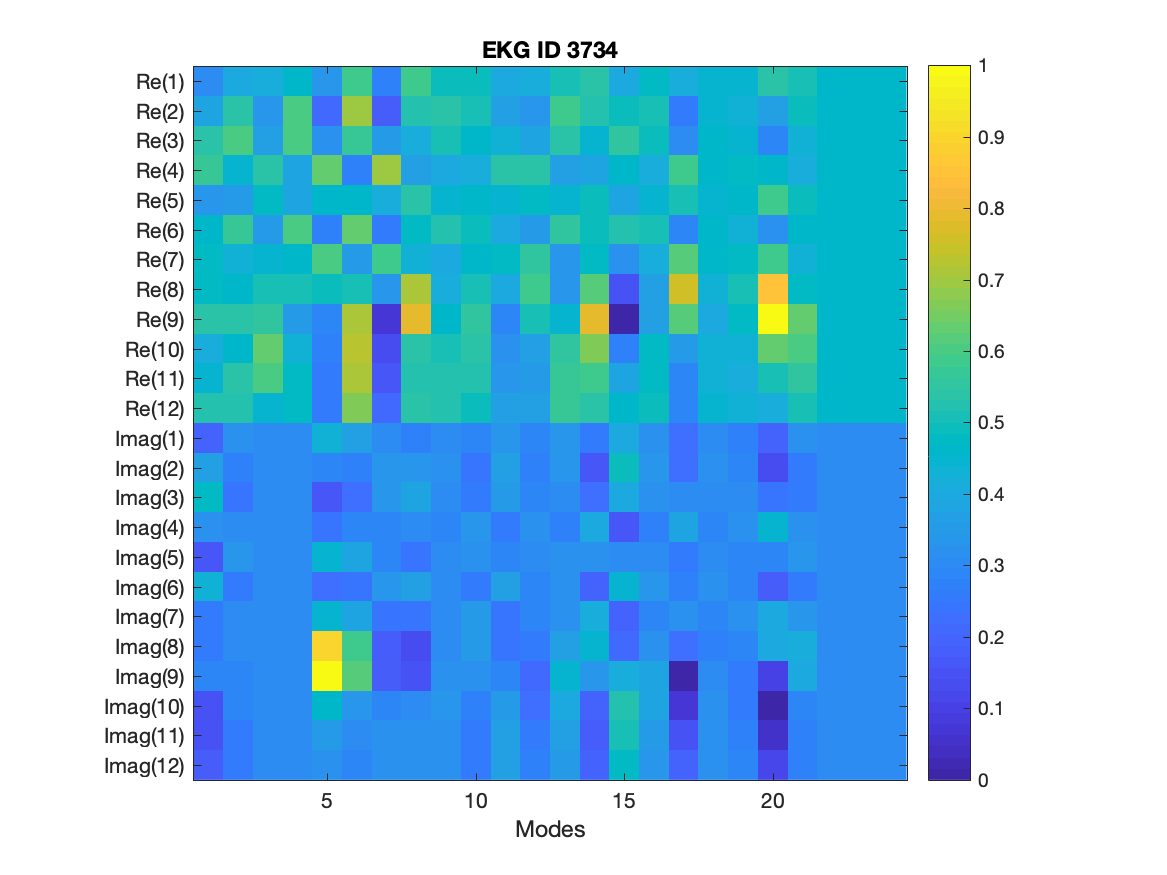 EKG ID 3734
Re(1)
Re(2)
Re(3)
Re(4)
Re(5)
Re(6)
Re(7)
Re(8)
Re(9)
Re(10)
Re(11)
Re(12)
Imag(1)
Imag(2)
Imag(3)
Imag(4)
Imag(5)
Imag(6)
Imag(7)
Imag(8)
Imag(9)
Imag(10)
Imag(11)
Imag(12)
5 10 15 20
Modes
1
0.9
0.8
0.7
0.6
0.5
0.4
0.3
0.2
0.1
0